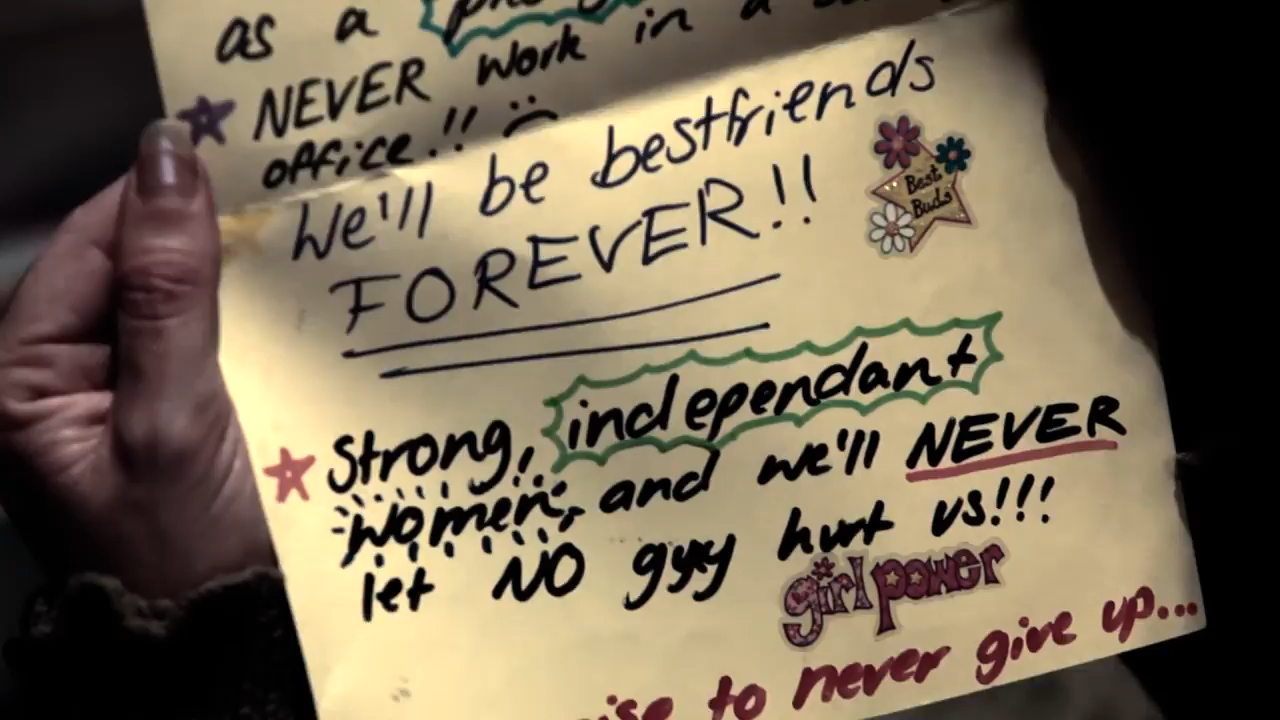 as a
NEVER work in a
office!!
We'll be bestfriends
FOREVER!!
Best
Buds
Strong, independant
women, and we'll NEVER
let NO guy hurt us!!!
girl power
to never give up...